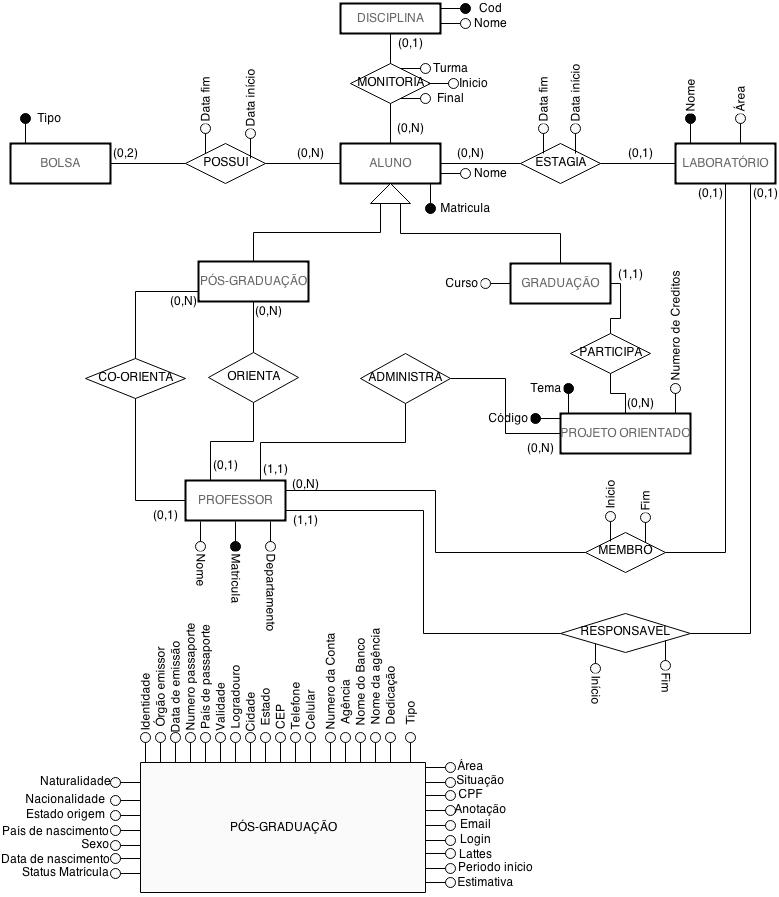 DISCIPLINA
Cod
Nome
(0,1)
MONITORIA
Turma
Inicio
Final
(0,N)
Tipo
BOLSA
(0,2)
Data fim
Data início
POSSUI
(0,N)
ALUNO
Nome
Matricula
(0,N)
Data fim
Data início
ESTAGIA
(0,1)
Nome
Área
LABORATÓRIO
(0,1)
(0,1)
PÓS-GRADUAÇÃO
(0,N)
(0,N)
Curso
GRADUAÇÃO
(1,1)
CO-ORIENTA
ORIENTA
ADMINISTRA
PARTICIPA
Numero de Creditos
Tema
Código
(0,N)
PROJETO ORIENTADO
(0,N)
(0,1)
(1,1)
PROFESSOR
(0,N)
(0,1)
(1,1)
Nome
Matricula
Departamento
Início
Fim
MEMBRO
RESPONSAVEL
Início
Fim
Identidade
Órgão emissor
Data de emissão
Numero passaporte
País de passaporte
Validade
Logradouro
Cidade
Estado
CEP
Telefone
Celular
Numero da Conta
Agência
Nome do Banco
Nome da agência
Dedicação
Tipo
Naturalidade
Nacionalidade
Estado origem
País de nascimento
Sexo
Data de nascimento
Status Matricula
PÓS-GRADUAÇÃO
Área
Situação
CPF
Anotação
Email
Login
Lattes
Periodo início
Estimativa